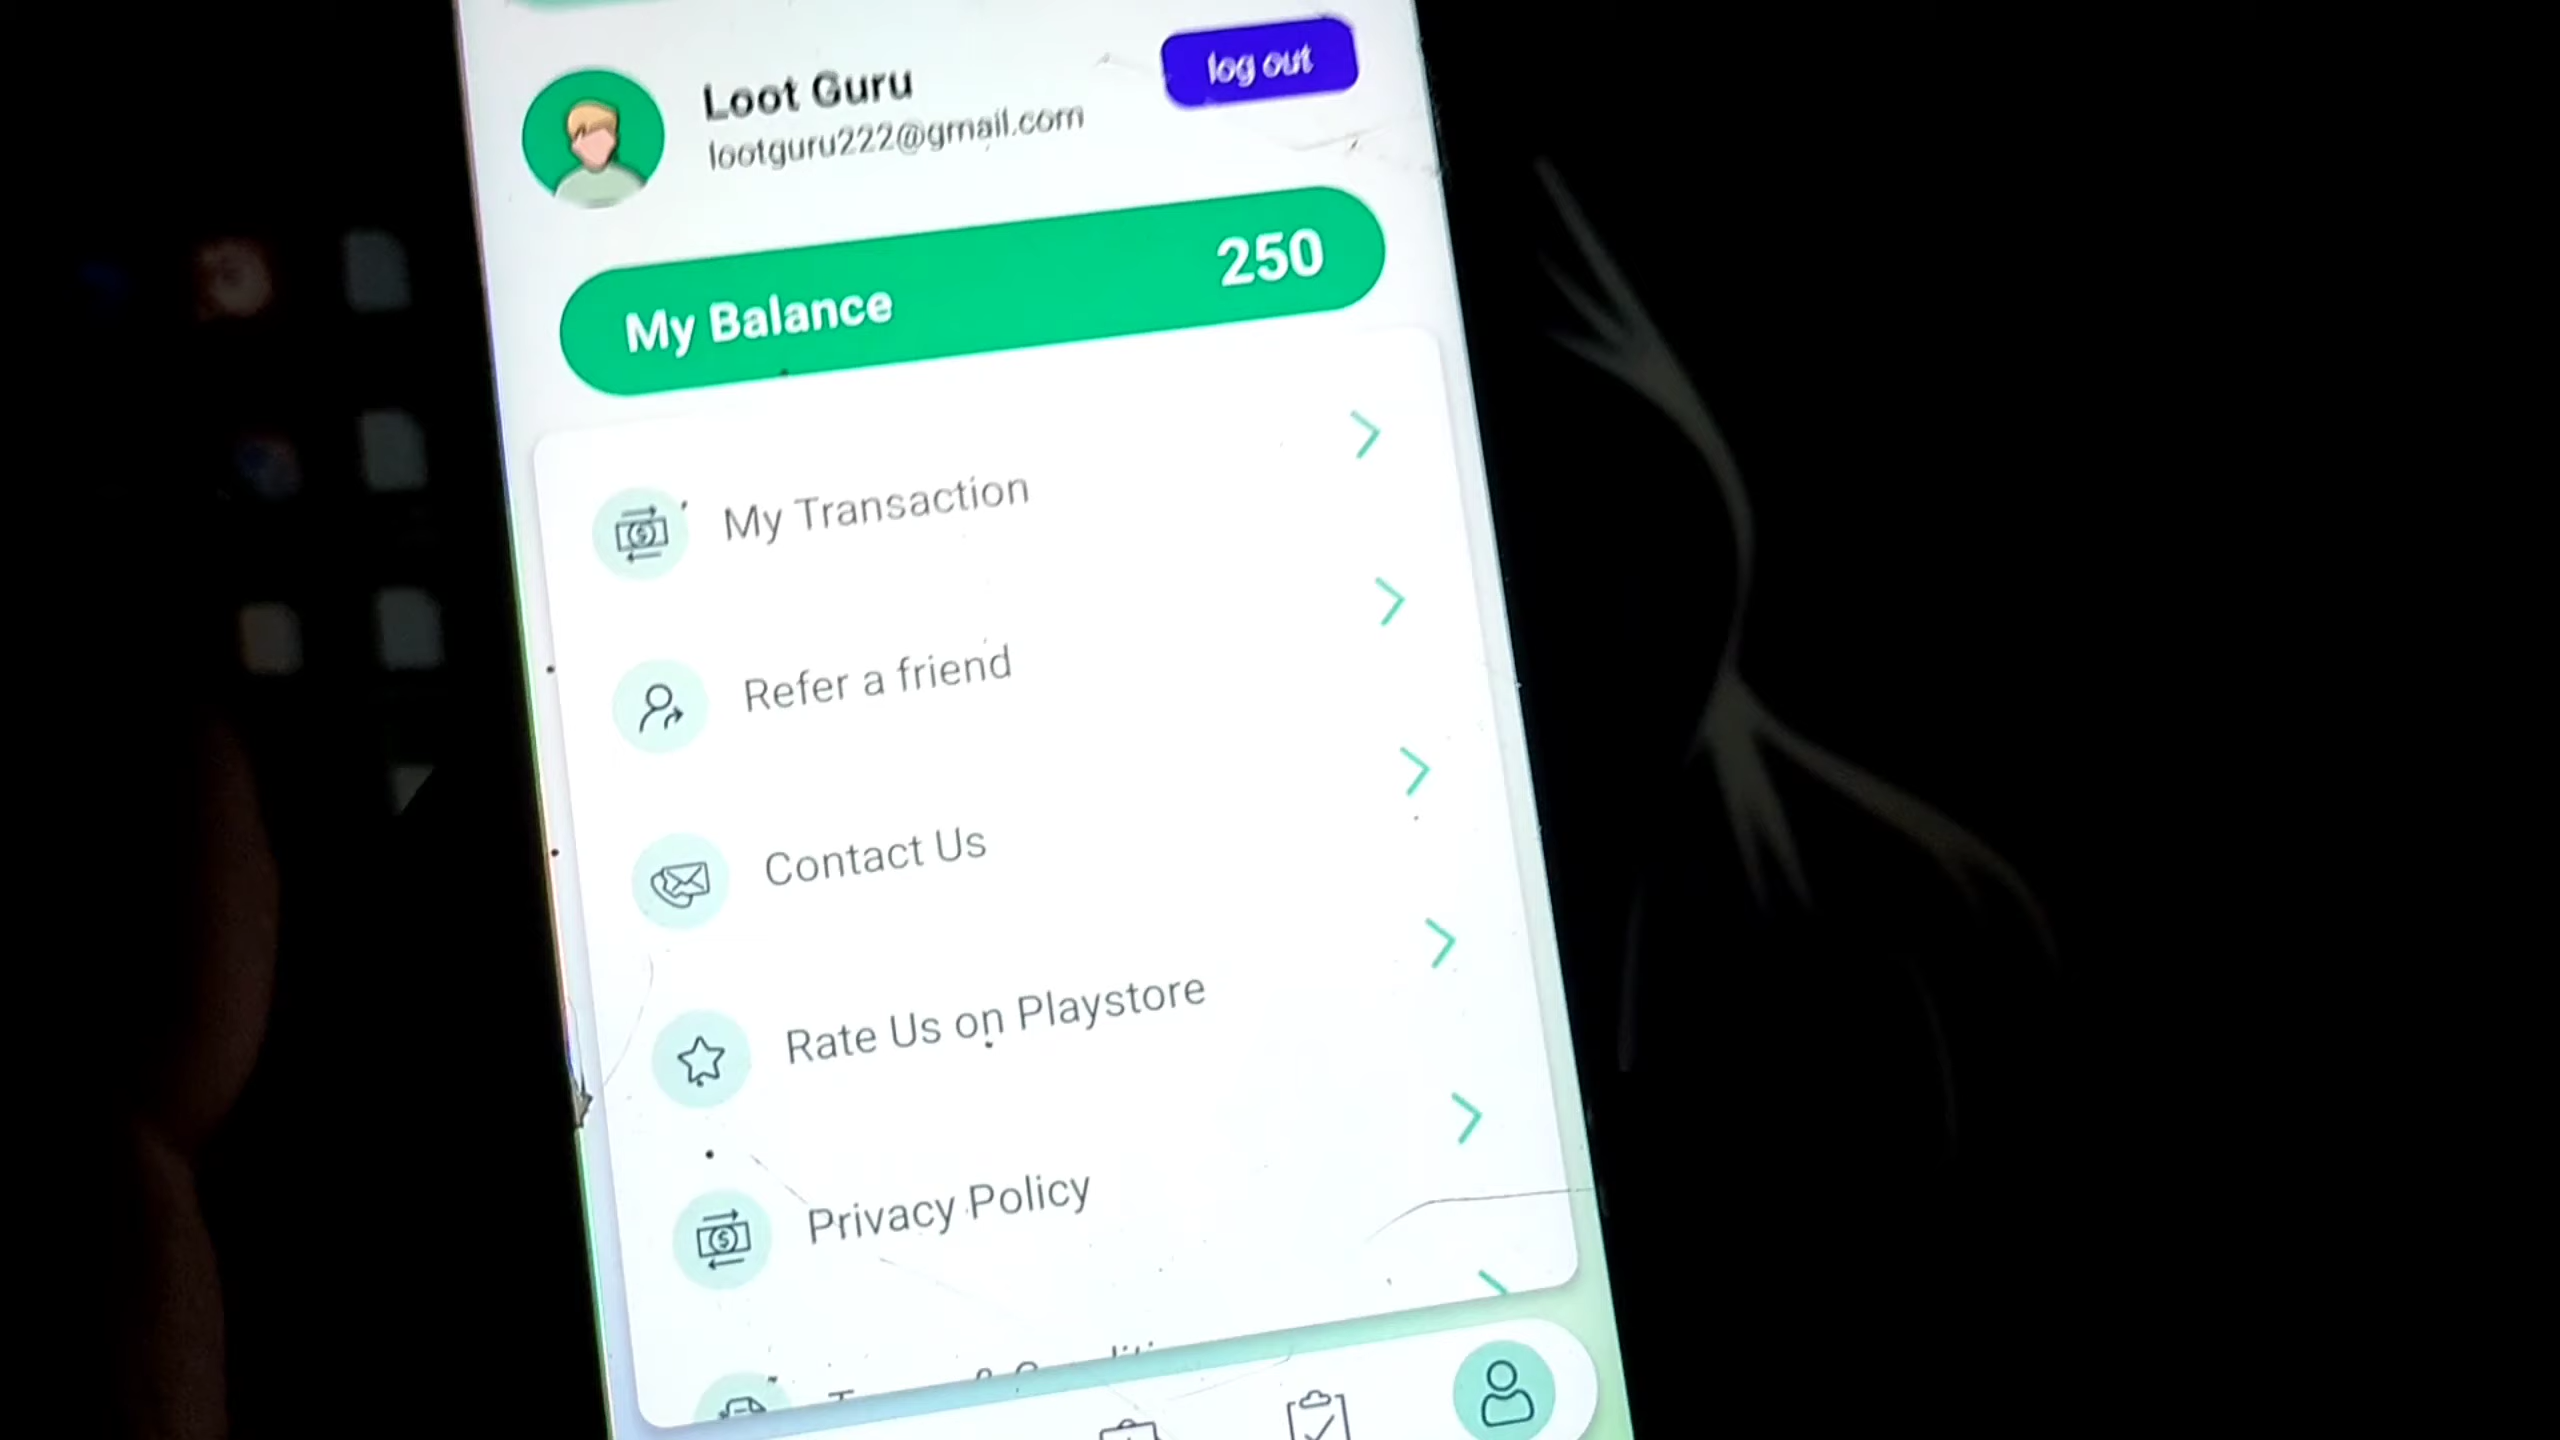 Loot Guru
log out
lootguru222@gmail.com
My Balance 250
My Transaction
Refer a friend
Contact Us
Rate Us on Playstore
Privacy Policy